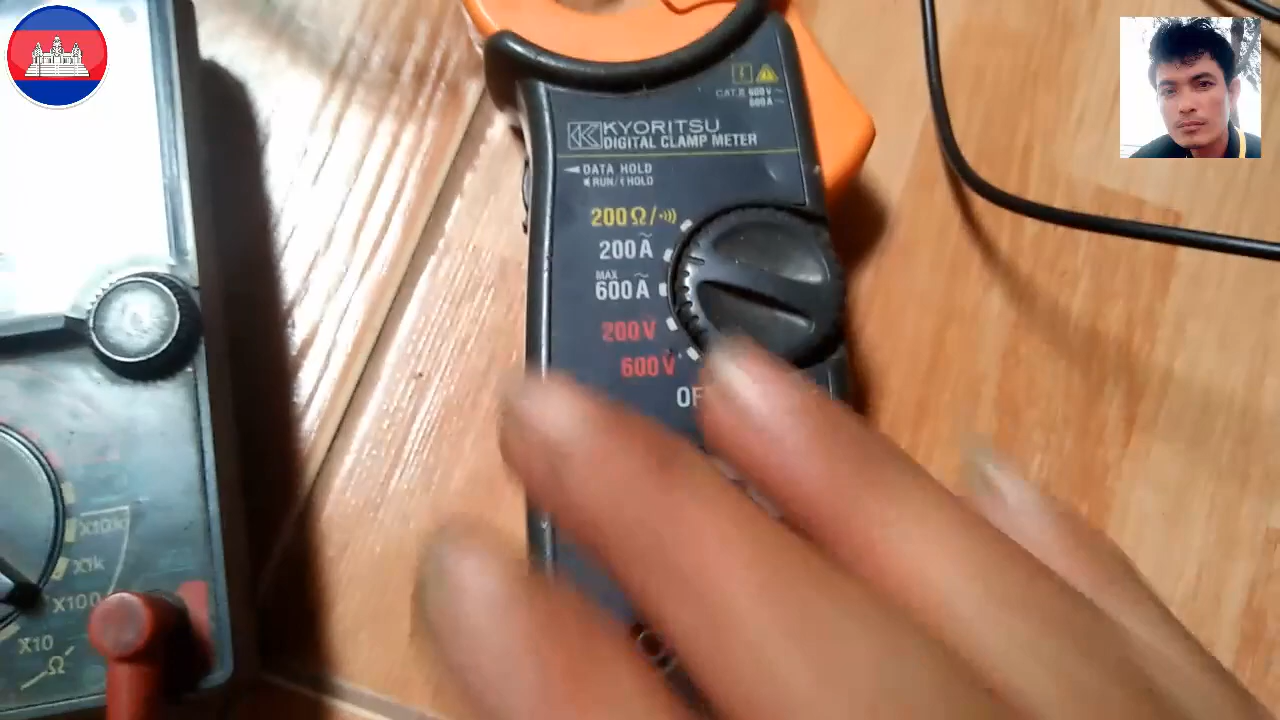 CAT.Ⅱ 600V~
600A~
KYORITSU
DIGITAL CLAMP METER
DATA HOLD
RUN/HOLD
200Ω/
200A~
MAX
600A~
200V
600V
X10k
X1k
X100
X10
Ω